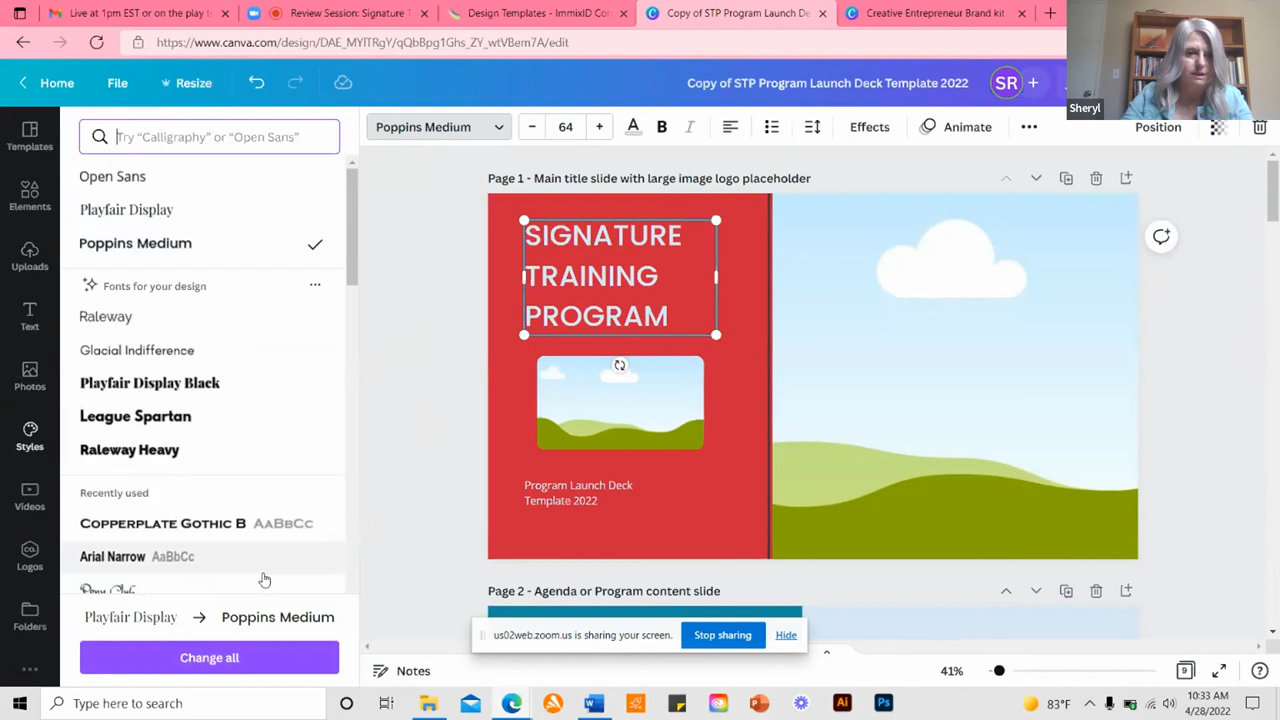 Live at 1pm EST or on the play to
Review Session: Signature T
Design Templates - ImmixID Con
Copy of STP Program Launch De
Creative Entrepreneur Brand kit
https://www.canva.com/design/DAE_MYlTRgY/qQbBpg1Ghs_ZY_wtVBem7A/edit
Sheryl
Home
File
Resize
Copy of STP Program Launch Deck Template 2022
SR
Templates
Elements
Uploads
Text
Photos
Styles
Videos
CO.
Logos
Folders
Try “Calligraphy” or “Open Sans”
Open Sans
Playfair Display
Poppins Medium
Fonts for your design
Raleway
Glacial Indifference
Playfair Display Black
League Spartan
Raleway Heavy
Recently used
Copperplate Gothic B AaBbCc
Arial Narrow AaBbCc
Playfair Display → Poppins Medium
Change all
Poppins Medium
64
A
B
I
Effects
Animate
Position
Page 1 - Main title slide with large image logo placeholder
SIGNATURE
TRAINING
PROGRAM
Program Launch Deck
Template 2022
Page 2 - Agenda or Program content slide
us02web.zoom.us is sharing your screen.
Stop sharing
Hide
Notes
41%
9
Type here to search
Ai
Ps
83°F
10:33 AM
4/28/2022